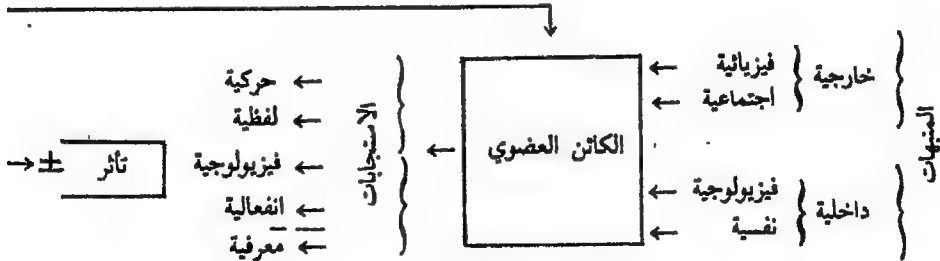 المنبهات
خارجية
فيزيائية
اجتماعية
داخلية
فيزيولوجية
نفسية
الكائن العضوي
الاستجابات
حركية
لفظية
فيزيولوجية
انفعالية
معرفية
تأثر
±